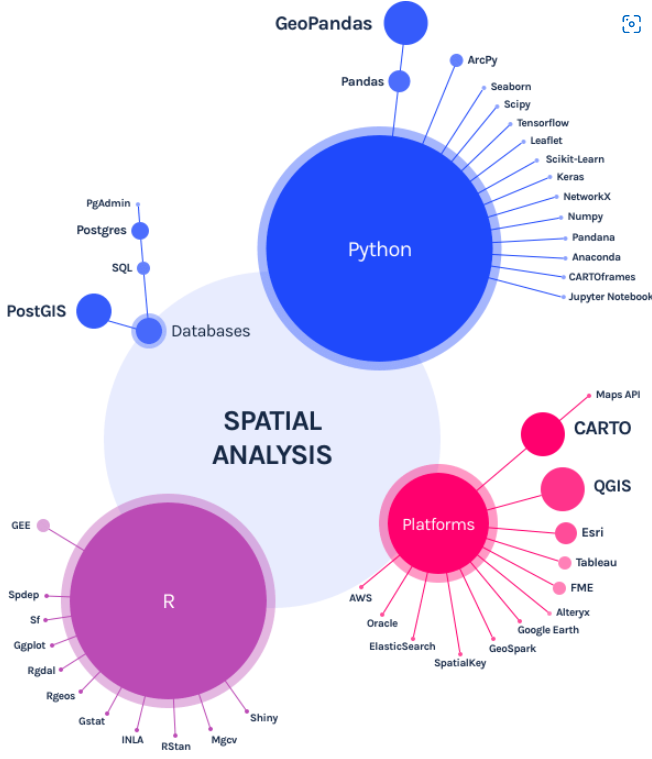 GeoPandas
Pandas
ArcPy
Seaborn
Scipy
Tensorflow
Leaflet
Scikit-Learn
Keras
NetworkX
Numpy
Pandana
Anaconda
CARTOframes
Jupyter Notebook
Python
PgAdmin
Postgres
SQL
PostGIS
Databases
SPATIAL
ANALYSIS
Maps API
CARTO
QGIS
Esri
Tableau
FME
Alteryx
Google Earth
GeoSpark
SpatialKey
ElasticSearch
Oracle
AWS
Platforms
GEE
R
Spdep
Sf
Ggplot
Rgdal
Rgeos
Gstat
INLA
RStan
Mgcv
Shiny